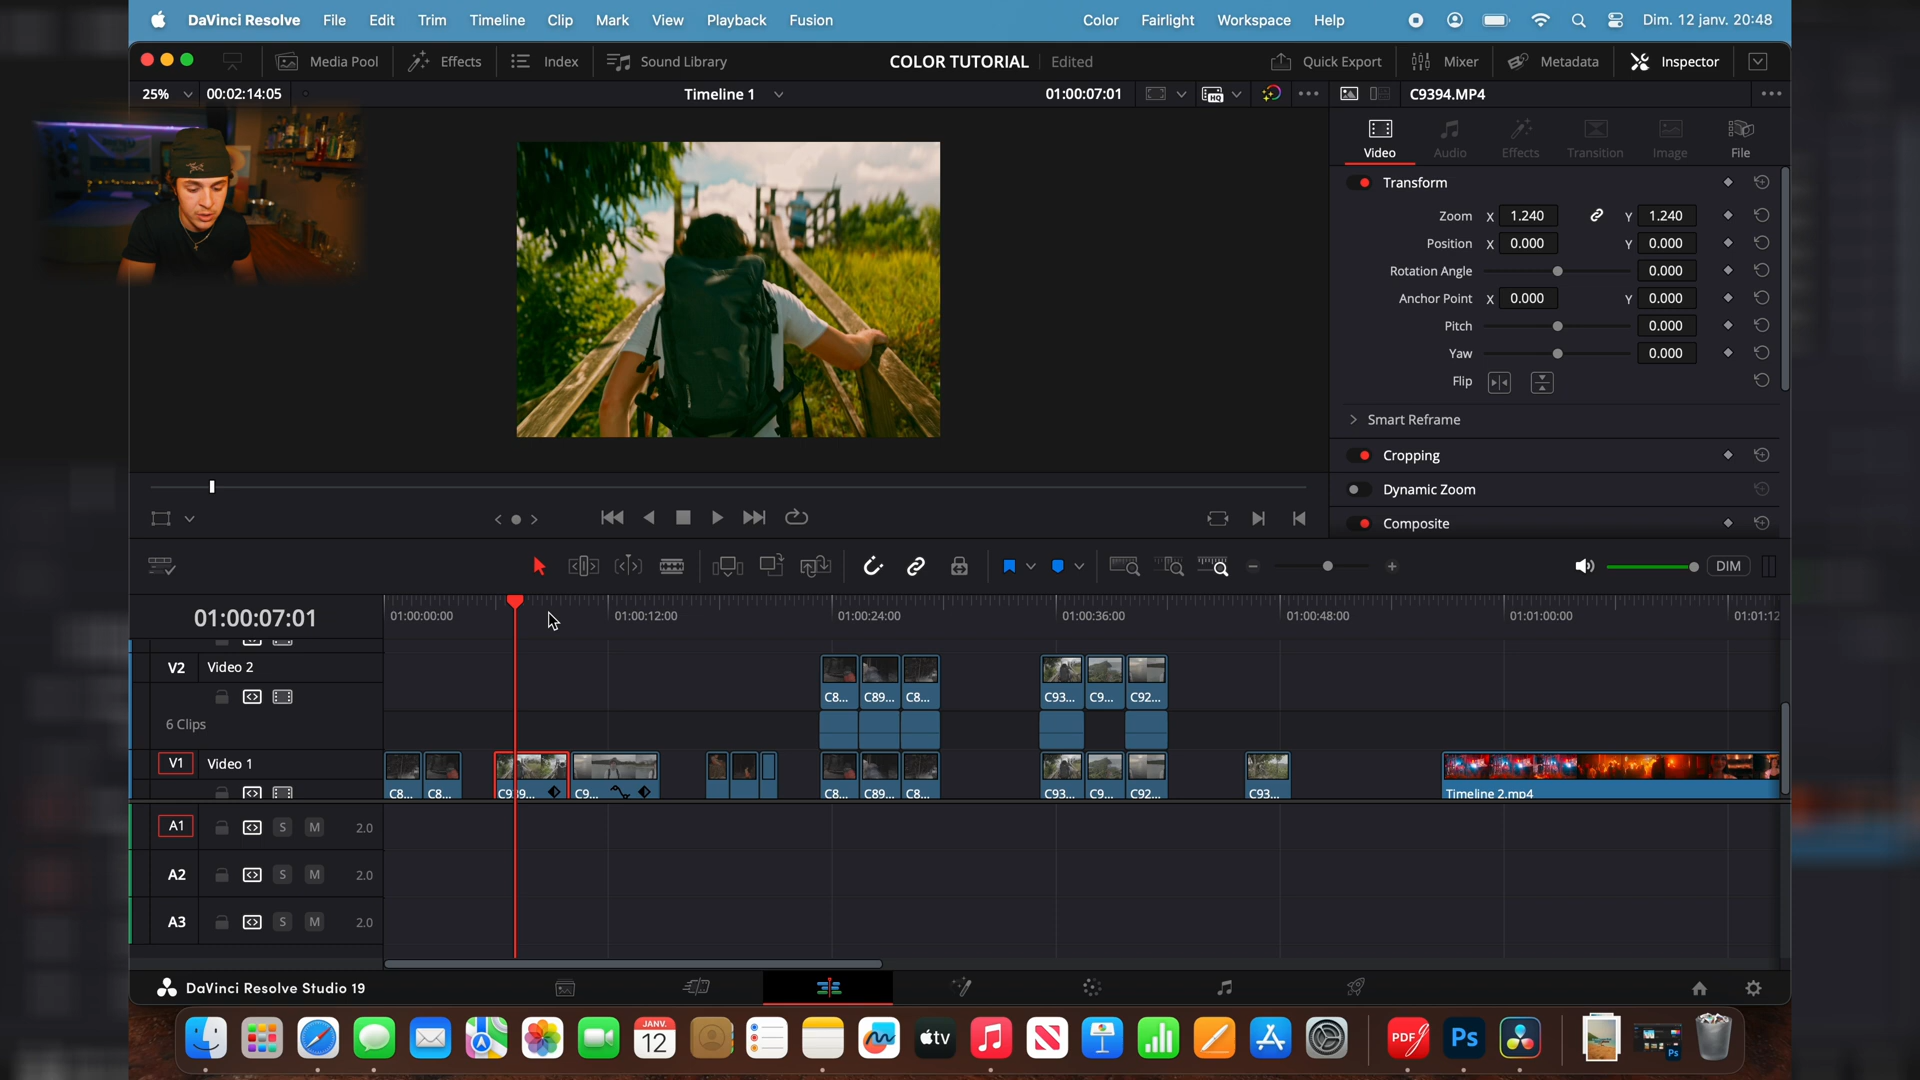 DaVinci Resolve File Edit Trim Timeline Clip Mark View Playback Fusion Color Fairlight Workspace Help Dim. 12 janv. 20:48
Media Pool Effects Index Sound Library COLOR TUTORIAL Edited Quick Export Mixer Metadata Inspector
25% 00:02:14:05 Timeline 1 01:00:07:01 HQ C9394.MP4
Video Audio Effects Transition Image File
Transform
Zoom X 1.240 Y 1.240
Position X 0.000 Y 0.000
Rotation Angle 0.000
Anchor Point X 0.000 Y 0.000
Pitch 0.000
Yaw 0.000
Flip
Smart Reframe
Cropping
Dynamic Zoom
Composite
DIM
01:00:07:01 01:00:00:00 01:00:12:00 01:00:24:00 01:00:36:00 01:00:48:00 01:01:00:00 01:01:12
V2 Video 2
C8... C89... C8... C93... C9... C92...
6 Clips
V1 Video 1
C8... C8... C939... C9... C8... C89... C8... C93... C9... C92... C93... Timeline 2.mp4
A1 S M 2.0
A2 S M 2.0
A3 S M 2.0
DaVinci Resolve Studio 19
JANV.
12
tv
PDF
Ps
Ps